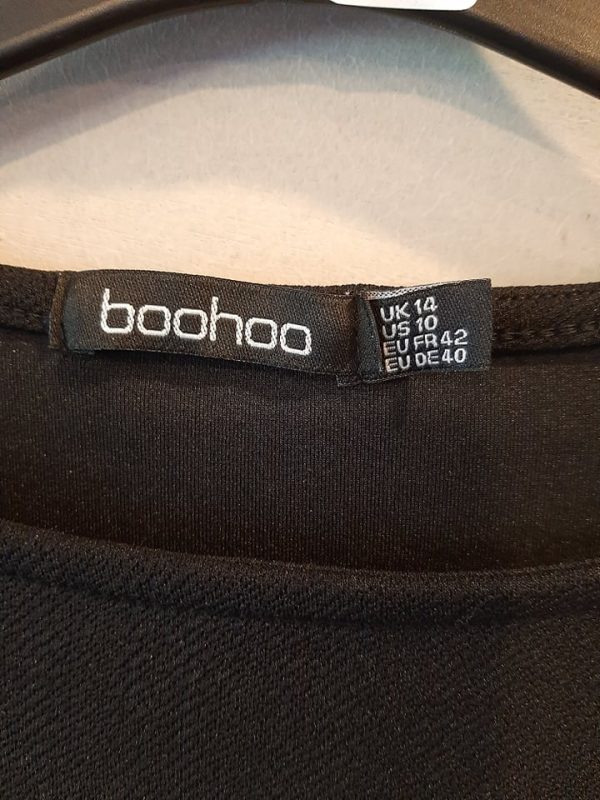 boohoo
UK 14
US 10
EU FR 42
EU DE 40